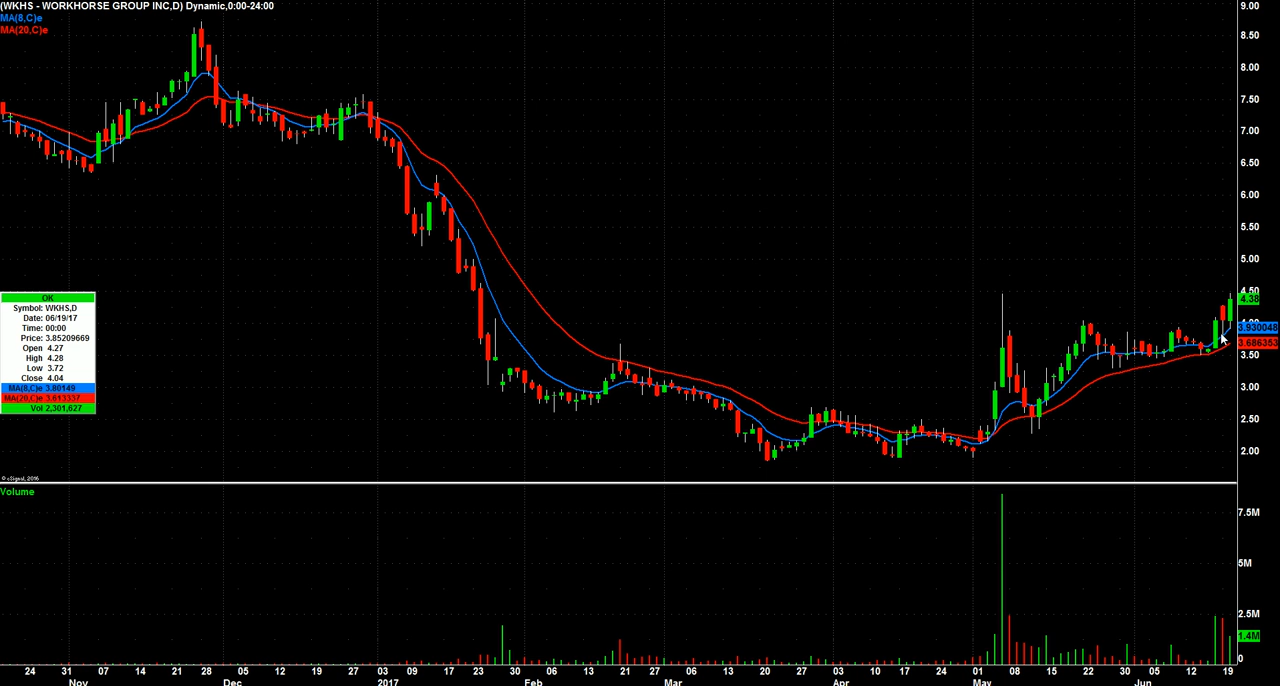 (WKHS - WORKHORSE GROUP INC,D) Dynamic,0:00-24:00
MA(8,C)e
MA(20,C)e
9.00
8.50
8.00
7.50
7.00
6.50
6.00
5.50
5.00
4.50
4.38
4.00
3.930048
3.686353
3.50
3.00
2.50
2.00
OK
Symbol: WKHS,D
Date: 06/19/17
Time: 00:00
Price: 3.85209669
Open 4.27
High 4.28
Low 3.72
Close 4.04
MA(8,C)e 3.80149
MA(20,C)e 3.613337
Vol 2,301,627
© eSignal, 2016
Volume
7.5M
5M
2.5M
1.4M
0
24 31 07 14 21 28 05 12 19 27 03 09 17 23 30 06 13 21 27 06 13 20 27 03 10 17 24 01 08 15 22 30 05 12 19
Nov Dec 2017 Feb Mar Apr May Jun